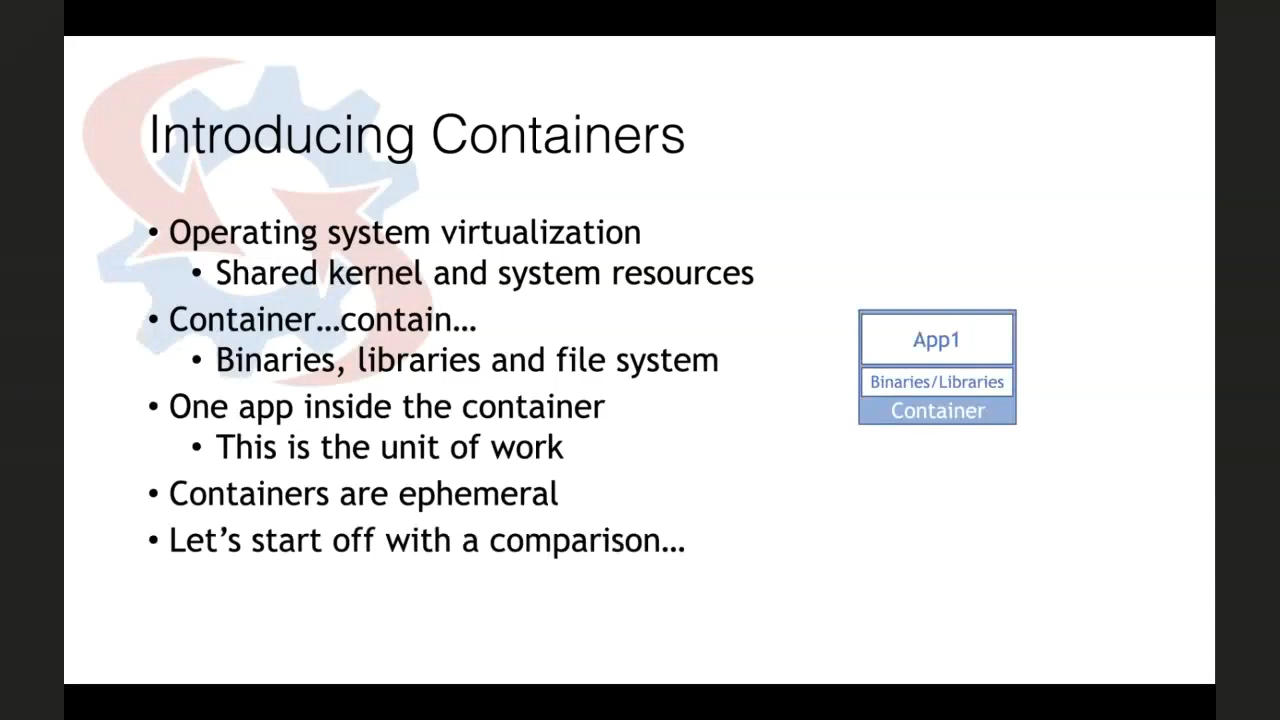 Introducing Containers
• Operating system virtualization
• Shared kernel and system resources
• Container…contain…
• Binaries, libraries and file system
• One app inside the container
• This is the unit of work
• Containers are ephemeral
• Let’s start off with a comparison…
App1
Binaries/Libraries
Container